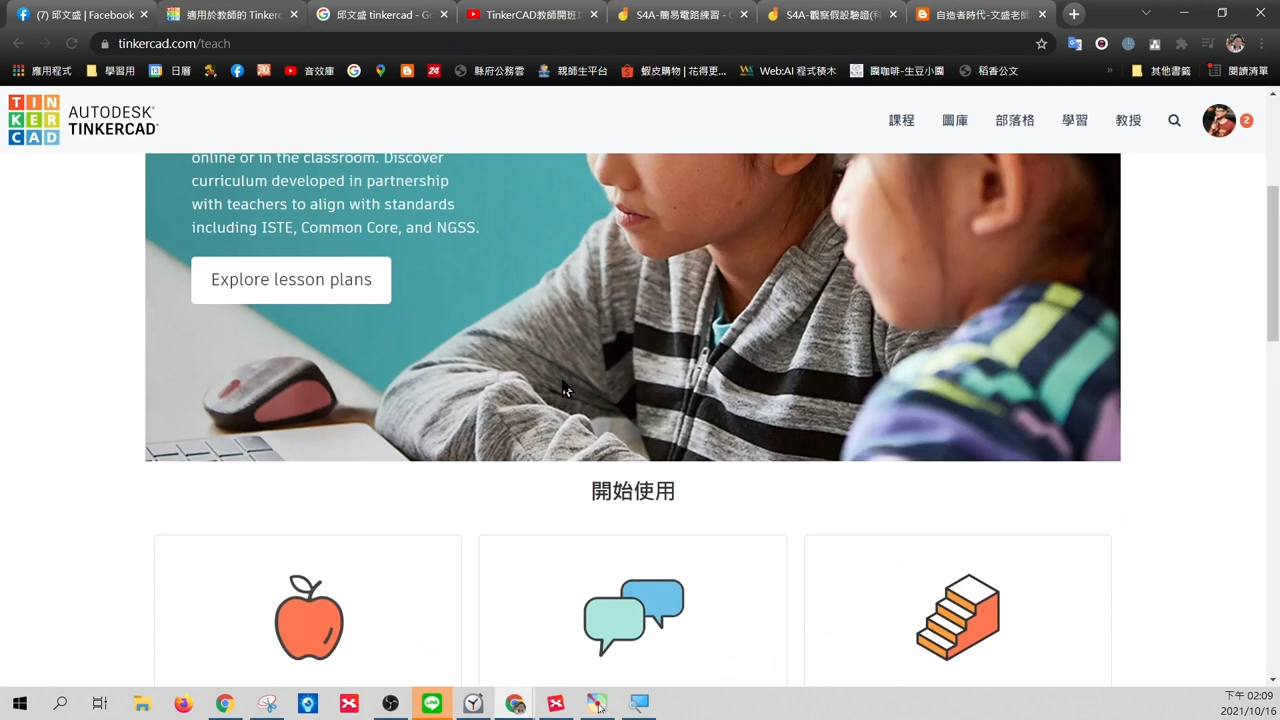 (7) 邱文盛 | Facebook
適用於教師的 Tinker
邱文盛 tinkercad - Go
TinkerCAD教師開班
S4A-簡易電路練習 -
S4A-觀察假設驗證(科
自造者時代-文盛老師
tinkercad.com/teach
應用程式
學習用
日曆
音效庫
縣府公
親師生平台
蝦皮購物 | 花得更...
Web:AI 程式積木
國咖啡-生豆小圈
稻香公文
»
其他書籤
閱讀清單
TINKERCAD
AUTODESK
TINKERCAD
課程
圖庫
部落格
學習
教授
2
online or in the classroom. Discover
curriculum developed in partnership
with teachers to align with standards
including ISTE, Common Core, and NGSS.
Explore lesson plans
開始使用
LINE
下午 02:09
2021/10/16